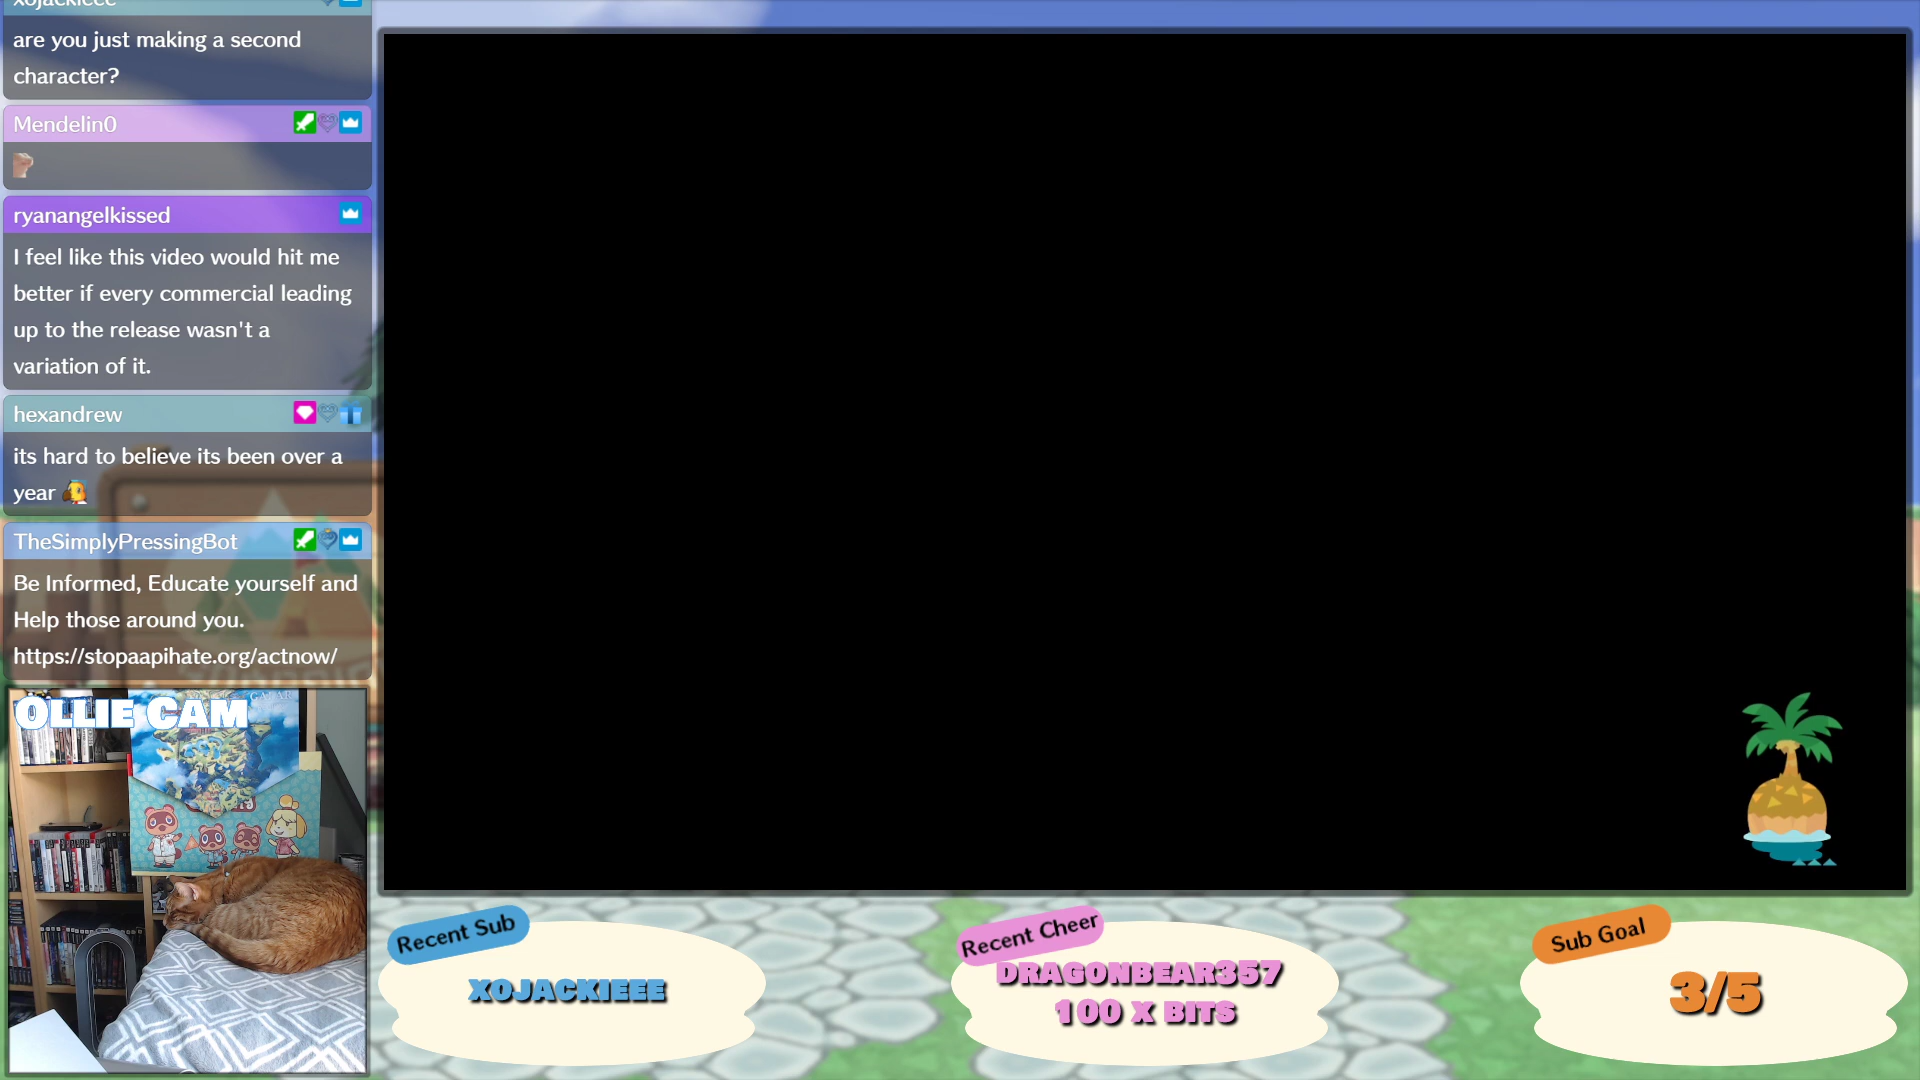 xojackieee
are you just making a second
character?
Mendelin0
ryanangelkissed
I feel like this video would hit me
better if every commercial leading
up to the release wasn't a
variation of it.
hexandrew
its hard to believe its been over a
year
TheSimplyPressingBot
Be Informed, Educate yourself and
Help those around you.
https://stopaapihate.org/actnow/
OLLIE CAM
Recent Sub
XOJACKIEEE
Recent Cheer
DRAGONBEAR357
100 X BITS
Sub Goal
3/5